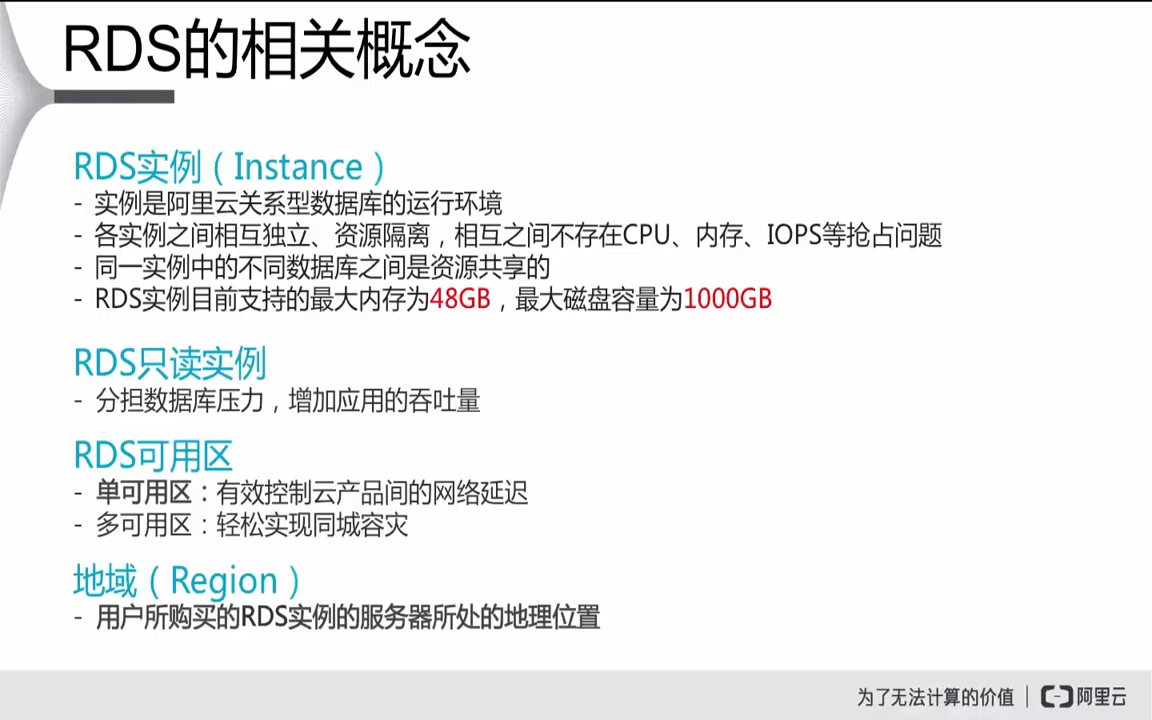 RDS的相关概念
RDS实例（Instance）
- 实例是阿里云关系型数据库的运行环境
- 各实例之间相互独立、资源隔离，相互之间不存在CPU、内存、IOPS等抢占问题
- 同一实例中的不同数据库之间是资源共享的
- RDS实例目前支持的最大内存为48GB，最大磁盘容量为1000GB
RDS只读实例
- 分担数据库压力，增加应用的吞吐量
RDS可用区
- 单可用区：有效控制云产品间的网络延迟
- 多可用区：轻松实现同城容灾
地域（Region）
- 用户所购买的RDS实例的服务器所处的地理位置
为了无法计算的价值 | 阿里云